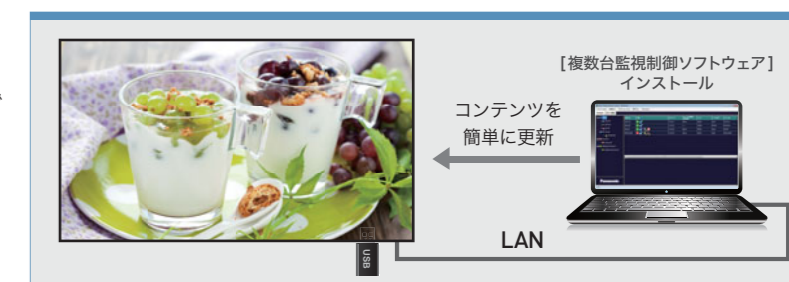 [複数台監視制御ソフトウェア]
インストール
コンテンツを
簡単に更新
Panasonic
LAN
USB